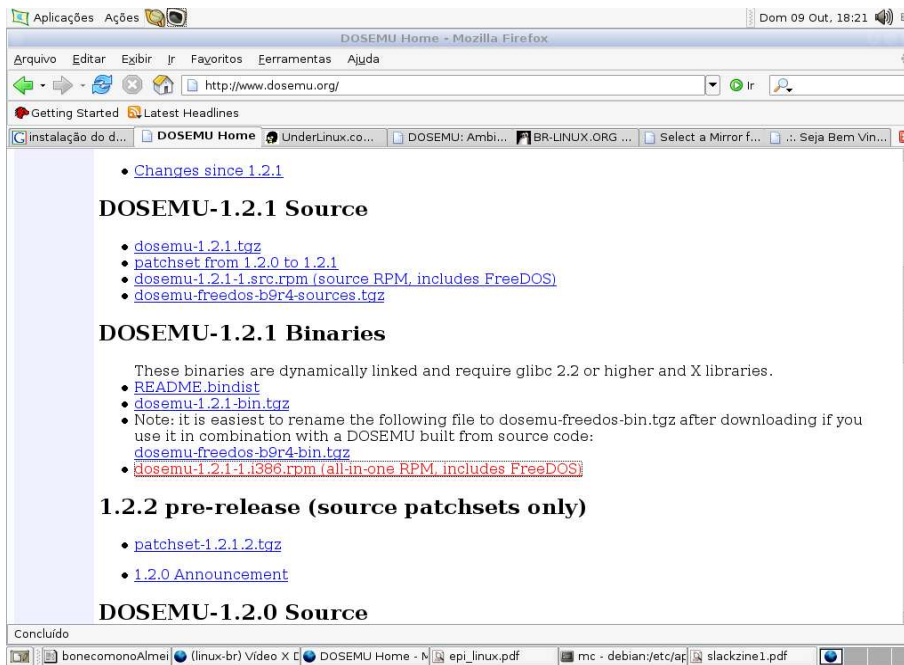 Aplicações Ações
Dom 09 Out, 18:21
DOSEMU Home - Mozilla Firefox
Arquivo Editar Exibir Ir Favoritos Ferramentas Ajuda
http://www.dosemu.org/ Ir
Getting Started Latest Headlines
instalação do d... DOSEMU Home UnderLinux.co... DOSEMU: Ambi... BR-LINUX.ORG ... Select a Mirror f... .:. Seja Bem Vin...
Changes since 1.2.1
DOSEMU-1.2.1 Source
dosemu-1.2.1.tgz
patchset from 1.2.0 to 1.2.1
dosemu-1.2.1-1.src.rpm (source RPM, includes FreeDOS)
dosemu-freedos-b9r4-sources.tgz
DOSEMU-1.2.1 Binaries
These binaries are dynamically linked and require glibc 2.2 or higher and X libraries.
README.bindist
dosemu-1.2.1-bin.tgz
Note: it is easiest to rename the following file to dosemu-freedos-bin.tgz after downloading if you
use it in combination with a DOSEMU built from source code:
dosemu-freedos-b9r4-bin.tgz
dosemu-1.2.1-1.i386.rpm (all-in-one RPM, includes FreeDOS)
1.2.2 pre-release (source patchsets only)
patchset-1.2.1.2.tgz
1.2.0 Announcement
DOSEMU-1.2.0 Source
Concluído
bonecomonoAlmei (linux-br) Vídeo X DOSEMU Home - epi_linux.pdf mc - debian:/etc/ap slackzine1.pdf